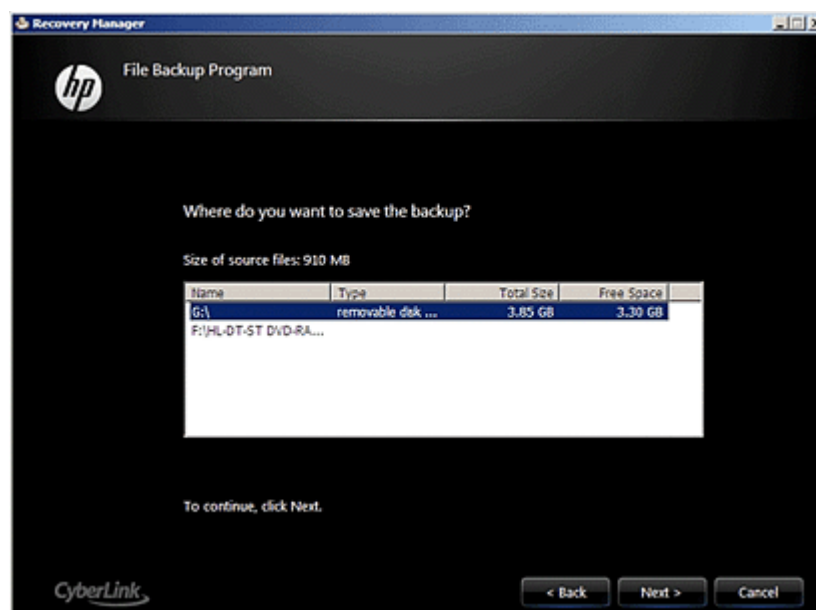 Recovery Manager
hp
File Backup Program
Where do you want to save the backup?
Size of source files: 910 MB
Name Type Total Size Free Space
G:\ removable disk ... 3.85 GB 3.30 GB
F:\HL-DT-ST DVD-RA...
To continue, click Next.
CyberLink
< Back Next > Cancel